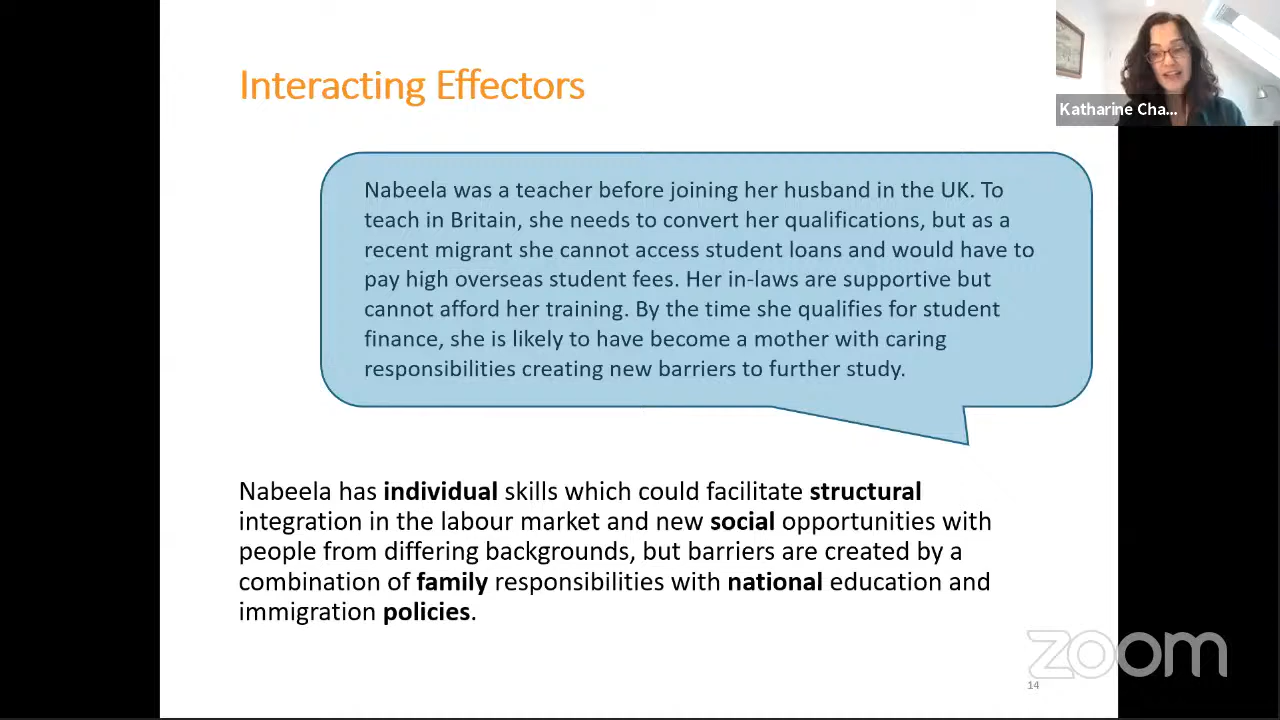 Interacting Effectors
Katharine Cha...
Nabeela was a teacher before joining her husband in the UK. To
teach in Britain, she needs to convert her qualifications, but as a
recent migrant she cannot access student loans and would have to
pay high overseas student fees. Her in-laws are supportive but
cannot afford her training. By the time she qualifies for student
finance, she is likely to have become a mother with caring
responsibilities creating new barriers to further study.
Nabeela has individual skills which could facilitate structural
integration in the labour market and new social opportunities with
people from differing backgrounds, but barriers are created by a
combination of family responsibilities with national education and
immigration policies.
zoom
14